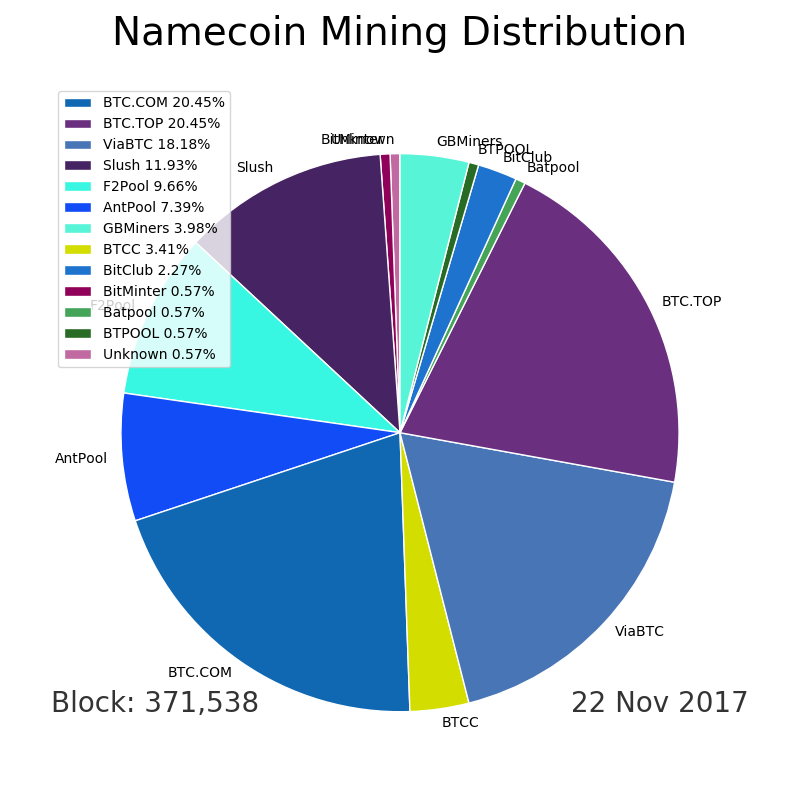 Namecoin Mining Distribution
BTC.COM 20.45%
BTC.TOP 20.45%
ViaBTC 18.18%
Slush 11.93%
F2Pool 9.66%
AntPool 7.39%
GBMiners 3.98%
BTCC 3.41%
BitClub 2.27%
BitMinter 0.57%
Batpool 0.57%
BTPOOL 0.57%
Unknown 0.57%
BitMinter
Unknown
GBMiners
BTPOOL
BitClub
Batpool
Slush
BTC.TOP
F2Pool
AntPool
ViaBTC
BTC.COM
BTCC
Block: 371,538
22 Nov 2017